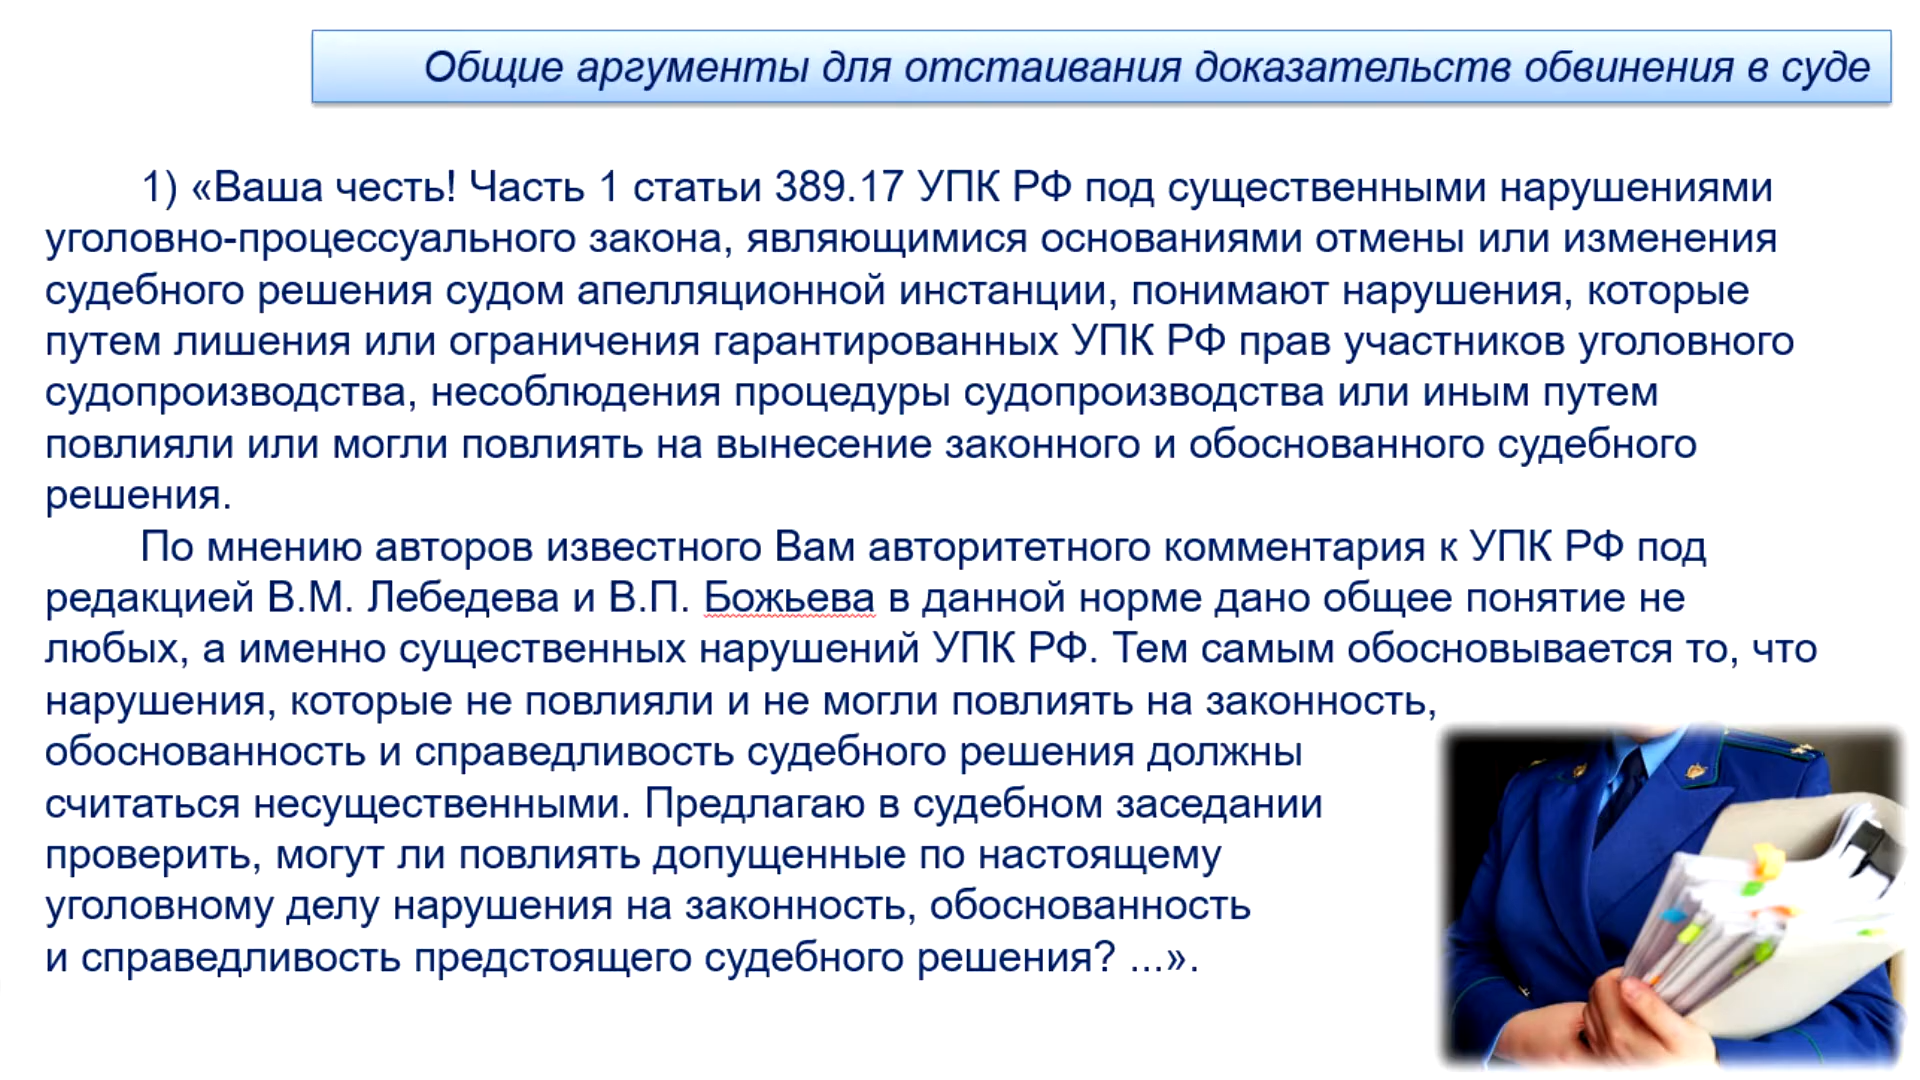 Общие аргументы для отстаивания доказательств обвинения в суде
1) «Ваша честь! Часть 1 статьи 389.17 УПК РФ под существенными нарушениями
уголовно-процессуального закона, являющимися основаниями отмены или изменения
судебного решения судом апелляционной инстанции, понимают нарушения, которые
путем лишения или ограничения гарантированных УПК РФ прав участников уголовного
судопроизводства, несоблюдения процедуры судопроизводства или иным путем
повлияли или могли повлиять на вынесение законного и обоснованного судебного
решения.
По мнению авторов известного Вам авторитетного комментария к УПК РФ под
редакцией В.М. Лебедева и В.П. Божьева в данной норме дано общее понятие не
любых, а именно существенных нарушений УПК РФ. Тем самым обосновывается то, что
нарушения, которые не повлияли и не могли повлиять на законность,
обоснованность и справедливость судебного решения должны
считаться несущественными. Предлагаю в судебном заседании
проверить, могут ли повлиять допущенные по настоящему
уголовному делу нарушения на законность, обоснованность
и справедливость предстоящего судебного решения? ...».